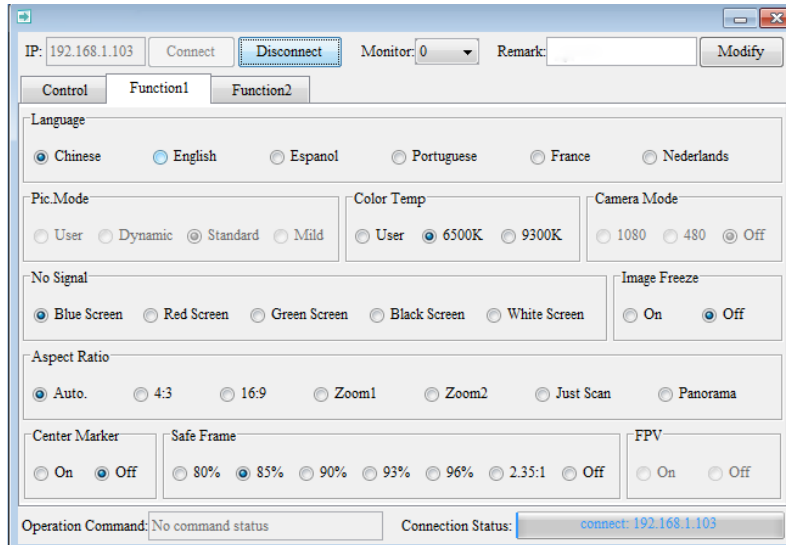 IP: 192.168.1.103 Connect Disconnect Monitor: 0 Remark: Modify
Control Function1 Function2
Language
Chinese English Espanol Portuguese France Nederlands
Pic.Mode Color Temp Camera Mode
User Dynamic Standard Mild User 6500K 9300K 1080 480 Off
No Signal Image Freeze
Blue Screen Red Screen Green Screen Black Screen White Screen On Off
Aspect Ratio
Auto. 4:3 16:9 Zoom1 Zoom2 Just Scan Panorama
Center Marker Safe Frame FPV
On Off 80% 85% 90% 93% 96% 2.35:1 Off On Off
Operation Command: No command status Connection Status: connect: 192.168.1.103